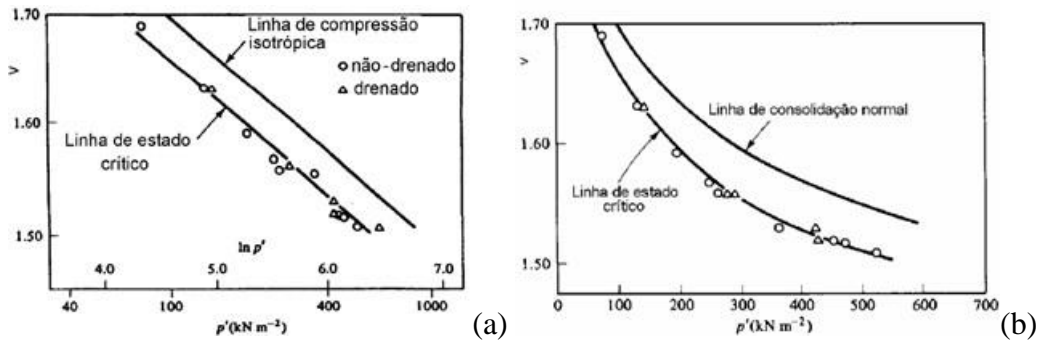 1.70
Linha de compressão
isotrópica
não-drenado
drenado
v
1.60
Linha de estado
crítico
1.50
ln p'
4.0 5.0 6.0 7.0
40 100 400 1000
p'(kN m⁻²)
(a)
1.70
v
Linha de consolidação normal
1.60
Linha de estado
crítico
1.50
0 100 200 300 400 500 600 700
p'(kN m⁻²)
(b)